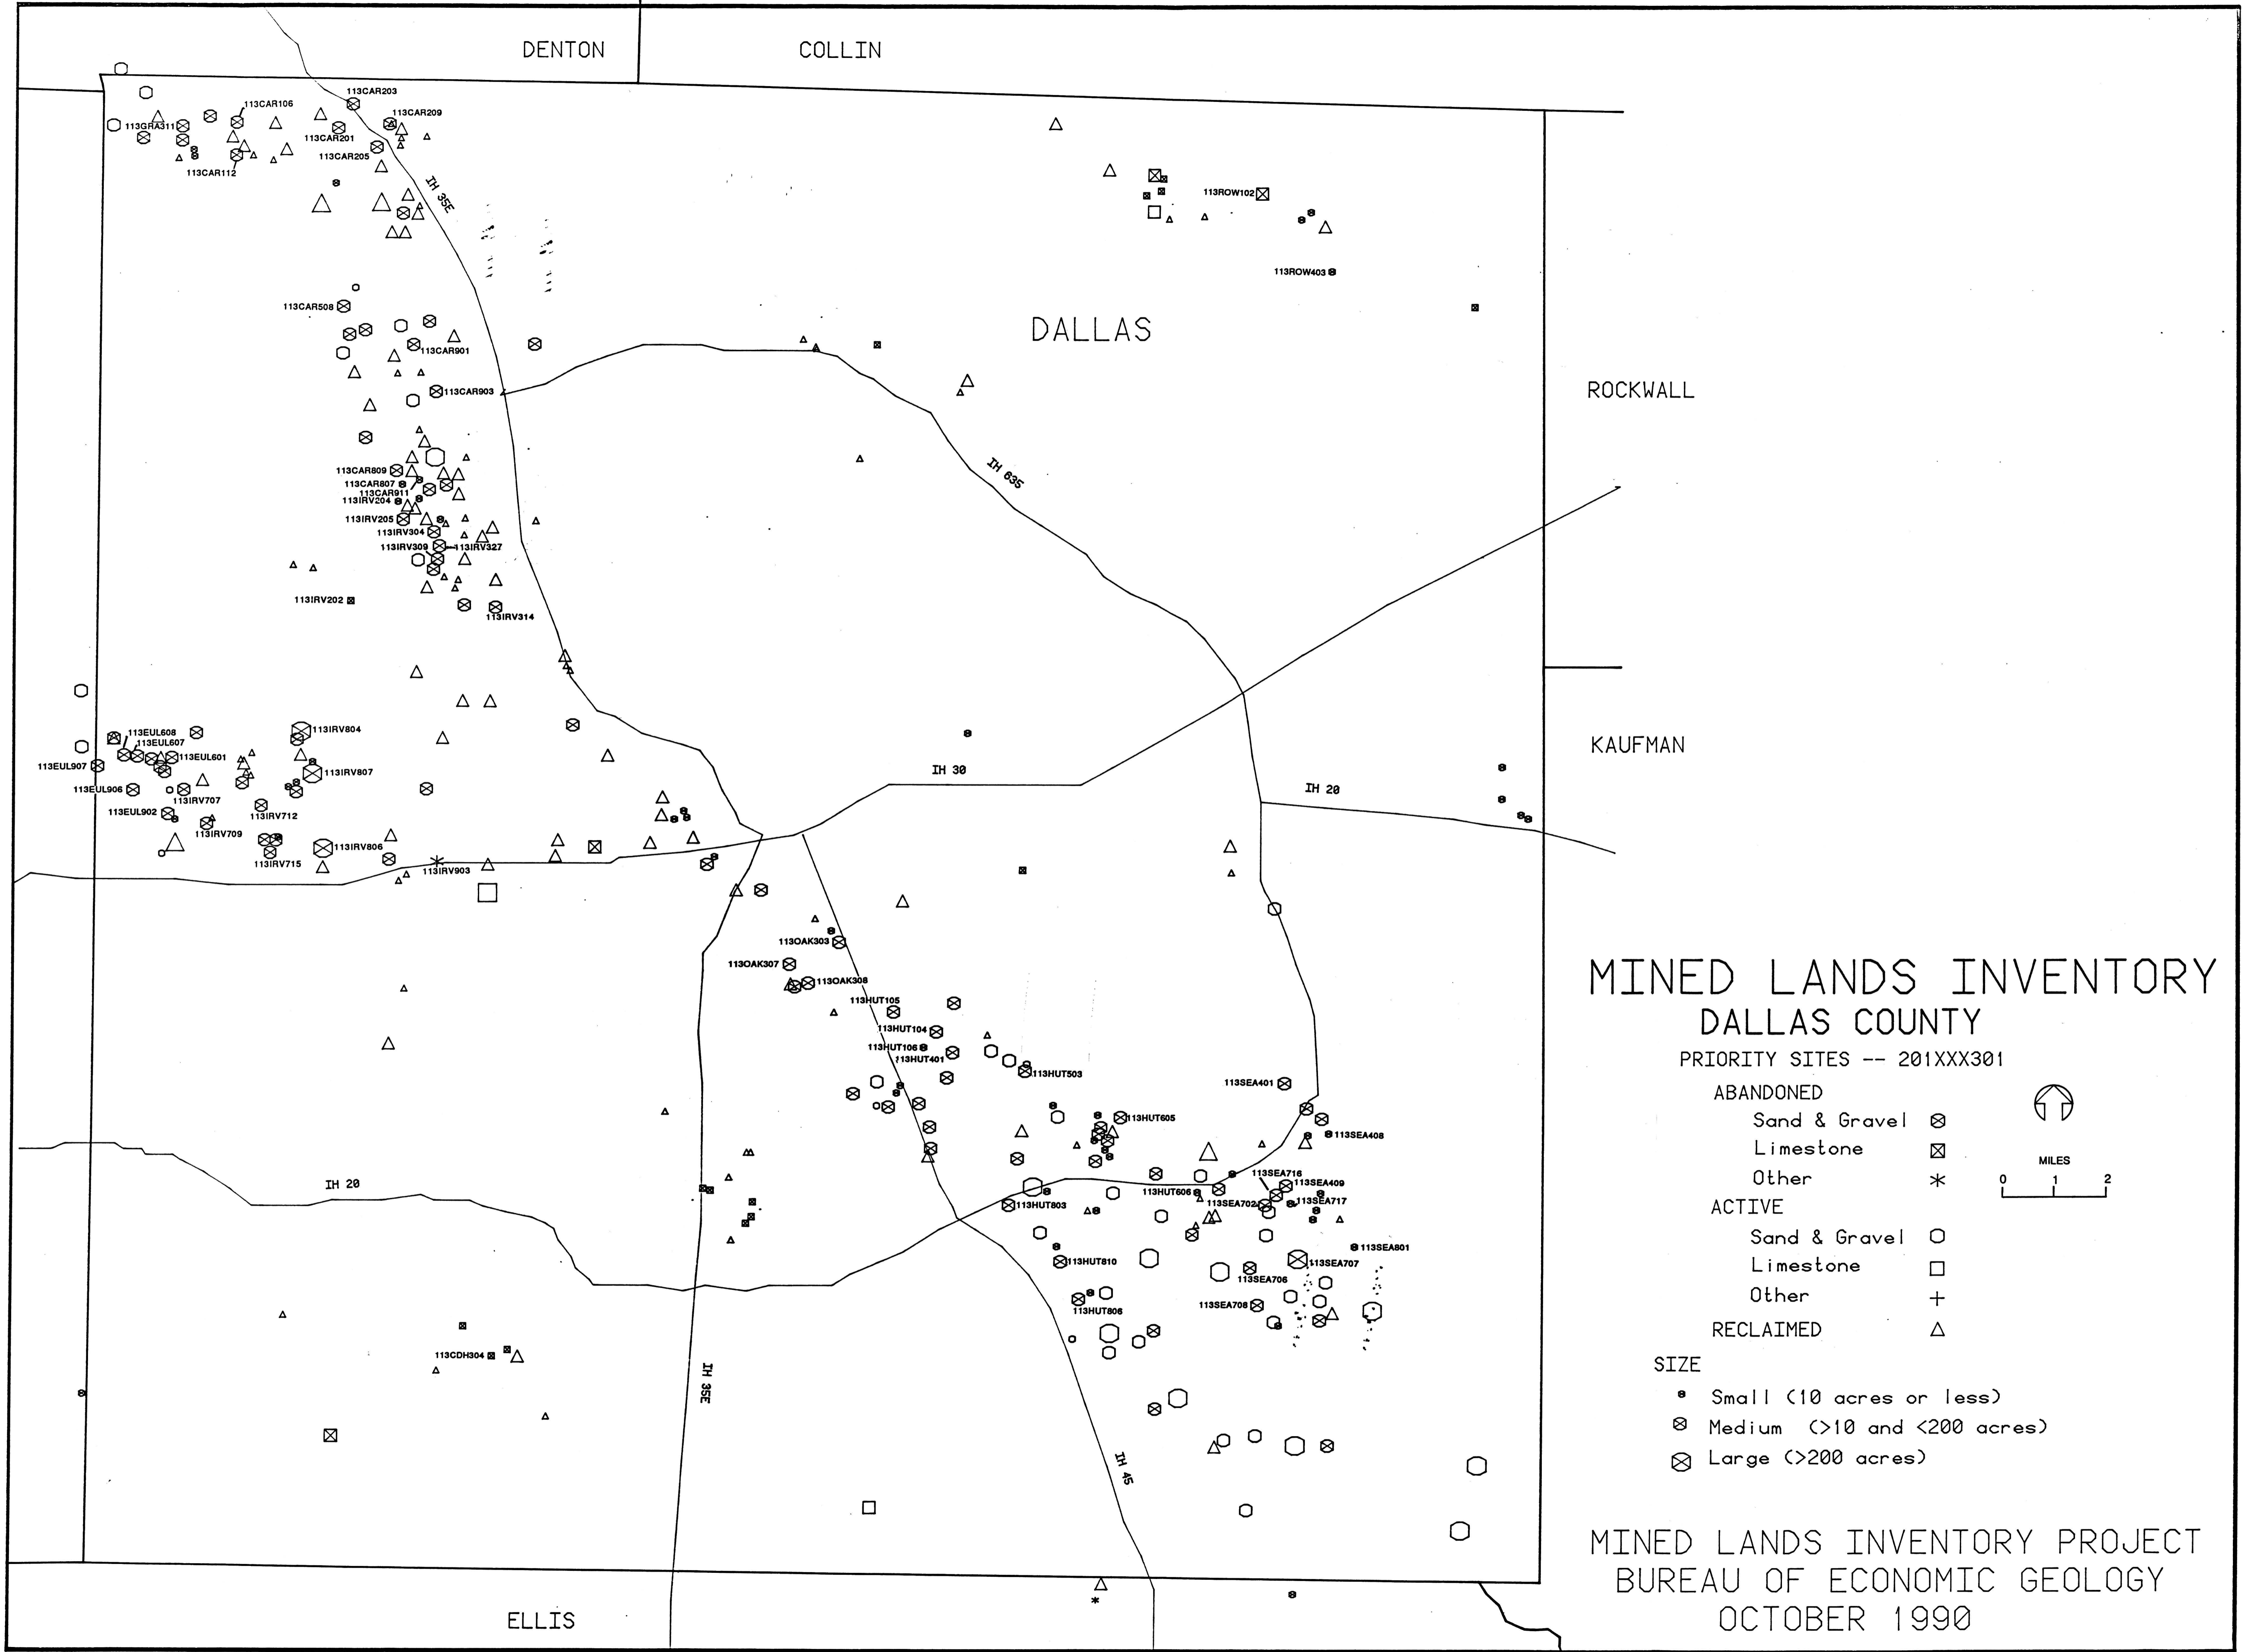 DENTON
COLLIN
113CAR203
113CAR106
113CAR209
113GRA311
113CAR201
113CAR205
113CAR112
IH 35E
113ROW102
113ROW403
113CAR508
DALLAS
113CAR901
ROCKWALL
113CAR903
113CAR809
113CAR807
113CAR911
113IRV204
IH 635
113IRV205
113IRV304
113IRV309
113IRV327
113IRV202
113IRV314
113EUL608
113IRV804
113EUL607
113EUL601
KAUFMAN
113EUL907
113IRV807
IH 30
113EUL906
IH 20
113IRV707
113EUL902
113IRV712
113IRV709
113IRV806
113IRV715
113IRV903
113OAK303
113OAK307
113OAK308
113HUT105
113HUT104
113HUT106
113HUT401
113HUT503
113SEA401
113HUT605
113SEA408
113SEA716
IH 20
113SEA409
113HUT606
113SEA702
113SEA717
113HUT803
113SEA801
113HUT810
113SEA707
113SEA706
113HUT806
113SEA708
113CDH304
IH 35E
IH 45
ELLIS
MINED LANDS INVENTORY
DALLAS COUNTY
PRIORITY SITES -- 201XXX301
ABANDONED
Sand & Gravel
Limestone
Other
MILES
0 1 2
ACTIVE
Sand & Gravel
Limestone
Other
RECLAIMED
SIZE
Small (10 acres or less)
Medium (>10 and <200 acres)
Large (>200 acres)
MINED LANDS INVENTORY PROJECT
BUREAU OF ECONOMIC GEOLOGY
OCTOBER 1990